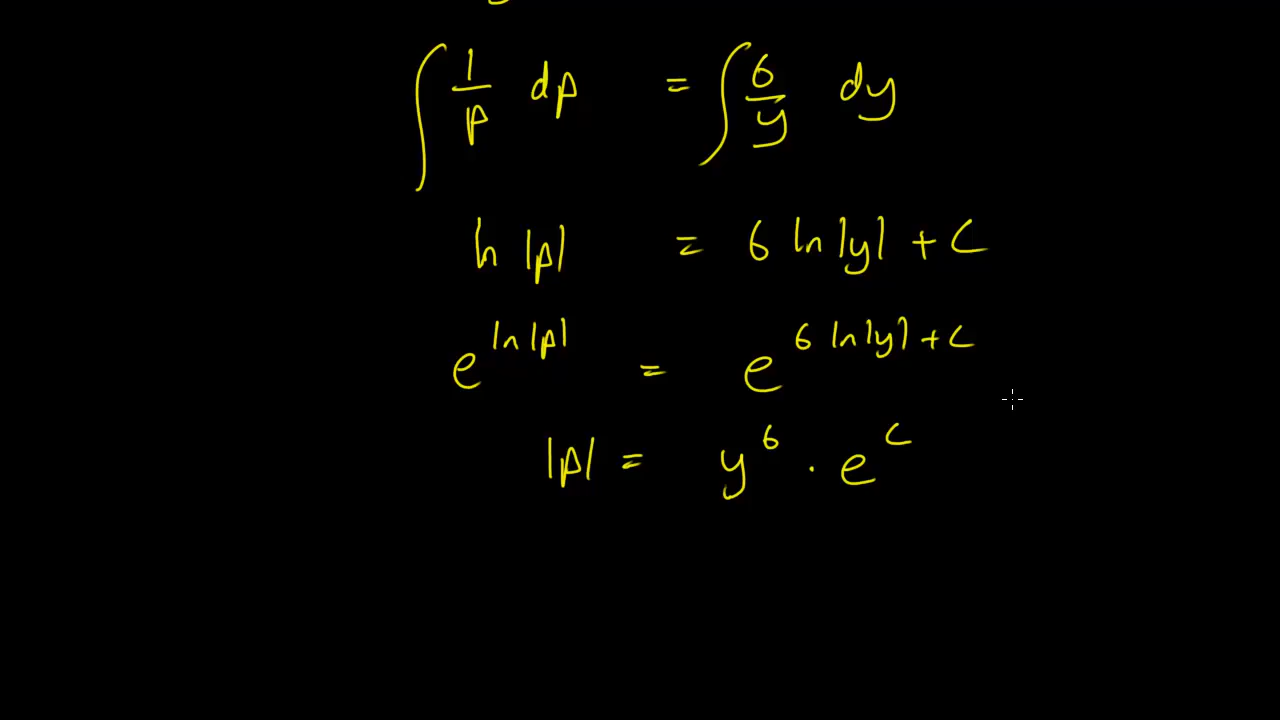 ∫ 1/p dp = ∫ 6/y dy
ln |p| = 6 ln|y| + C
e^{ln|p|} = e^{6 ln|y| + C}
|p| = y^6 · e^C